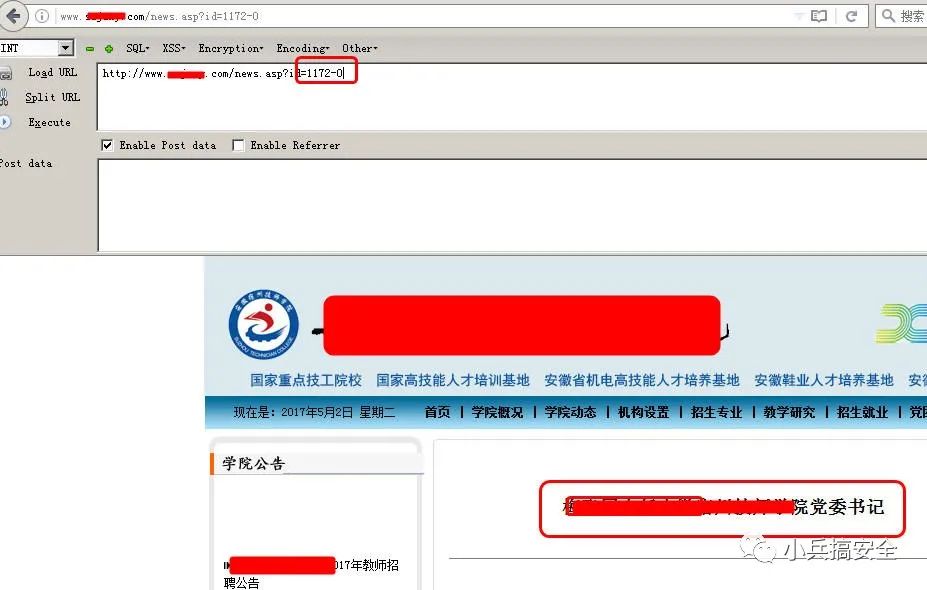 www. com/news.asp?id=1172-0
搜索
INT SQL▾ XSS▾ Encryption▾ Encoding▾ Other▾
Load URL http://www. .com/news.asp?id=1172-0
Split URL
Execute
Enable Post data Enable Referrer
Post data
SUZHOU TECHNICIAN COLLEGE
国家重点技工院校 国家高技能人才培训基地 安徽省机电高技能人才培养基地 安徽鞋业人才培养基地
现在是：2017年5月2日 星期二 首页 | 学院概况 | 学院动态 | 机构设置 | 招生专业 | 教学研究 | 招生就业 |
学院公告
院党委书记
017年教师招
聘公告
小兵搞安全